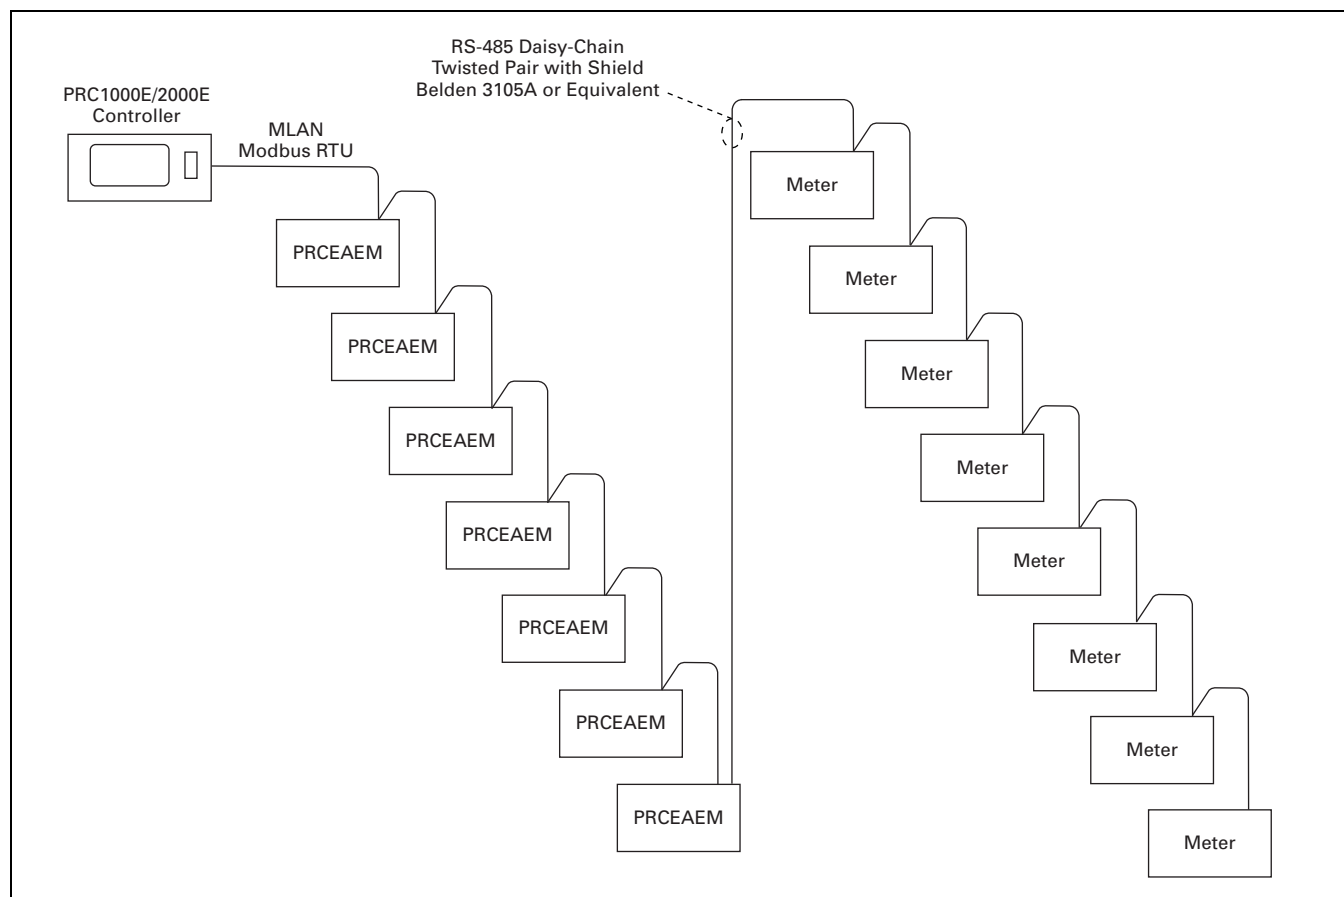 RS-485 Daisy-Chain
Twisted Pair with Shield
Belden 3105A or Equivalent
PRC1000E/2000E
Controller
MLAN
Modbus RTU
PRCEAEM
PRCEAEM
PRCEAEM
PRCEAEM
PRCEAEM
PRCEAEM
PRCEAEM
Meter
Meter
Meter
Meter
Meter
Meter
Meter
Meter